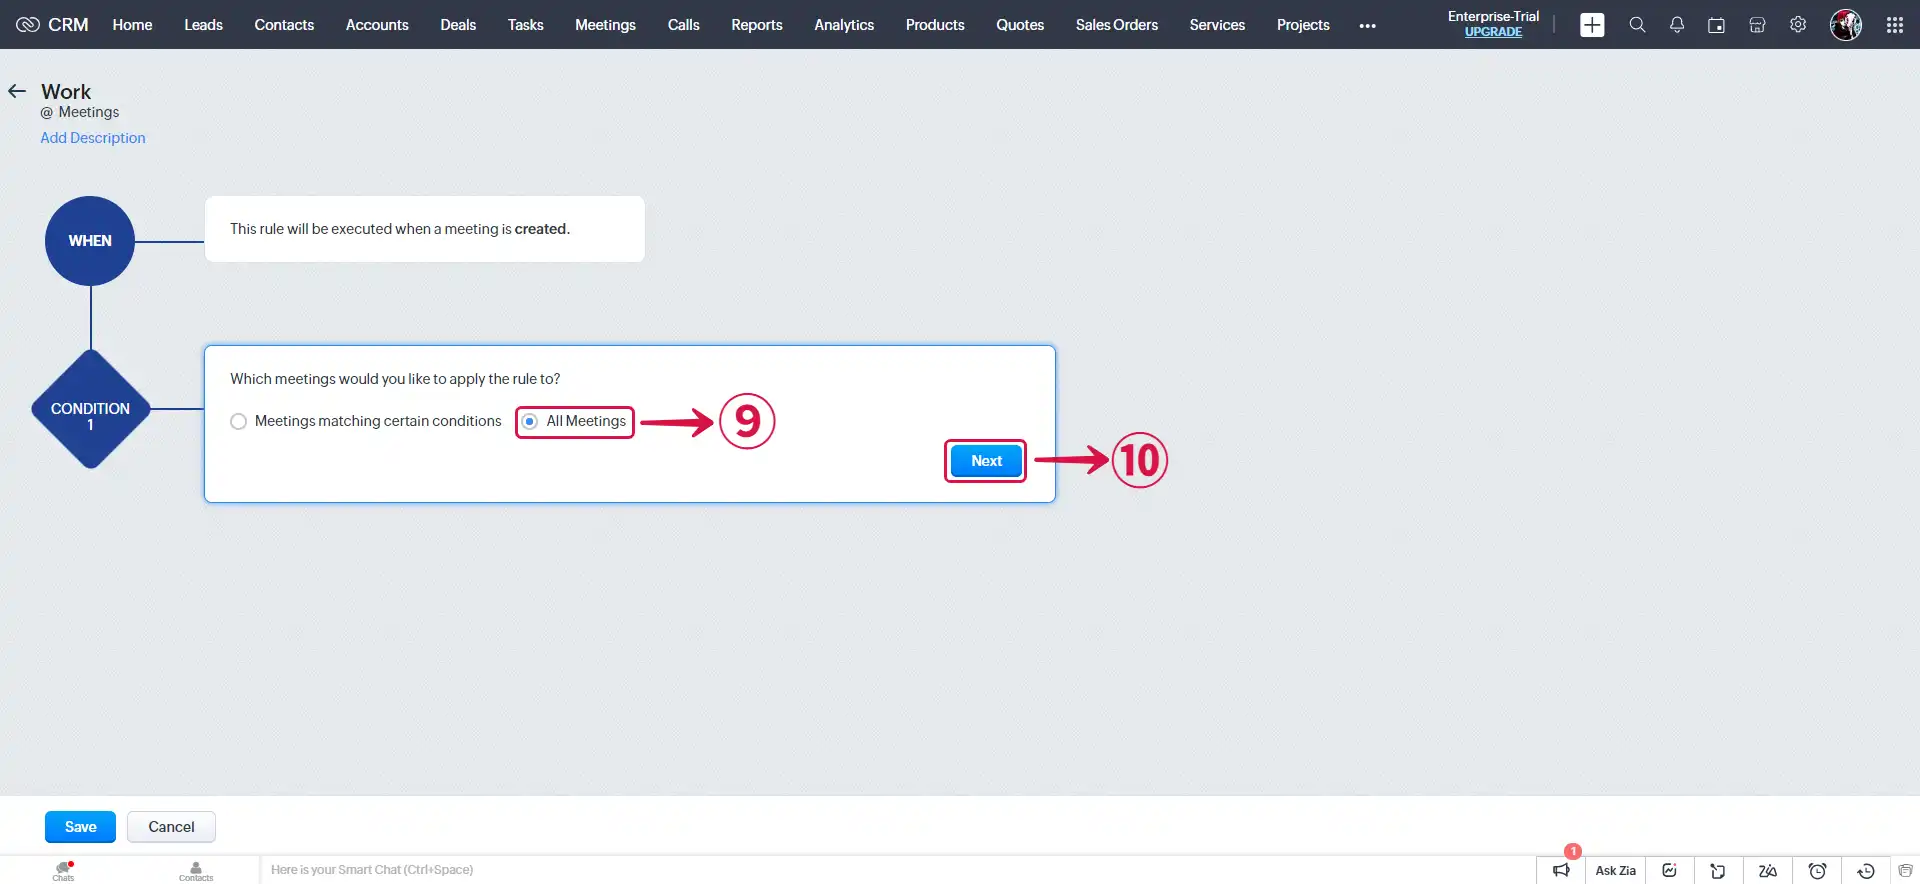 CRM Home Leads Contacts Accounts Deals Tasks Meetings Calls Reports Analytics Products Quotes Sales Orders Services Projects ••• Enterprise-Trial
UPGRADE
Work
@ Meetings
Add Description
WHEN
This rule will be executed when a meeting is created.
CONDITION
1
Which meetings would you like to apply the rule to?
Meetings matching certain conditions All Meetings 9
Next 10
Save Cancel
1
Chats Contacts Here is your Smart Chat (Ctrl+Space) Ask Zia